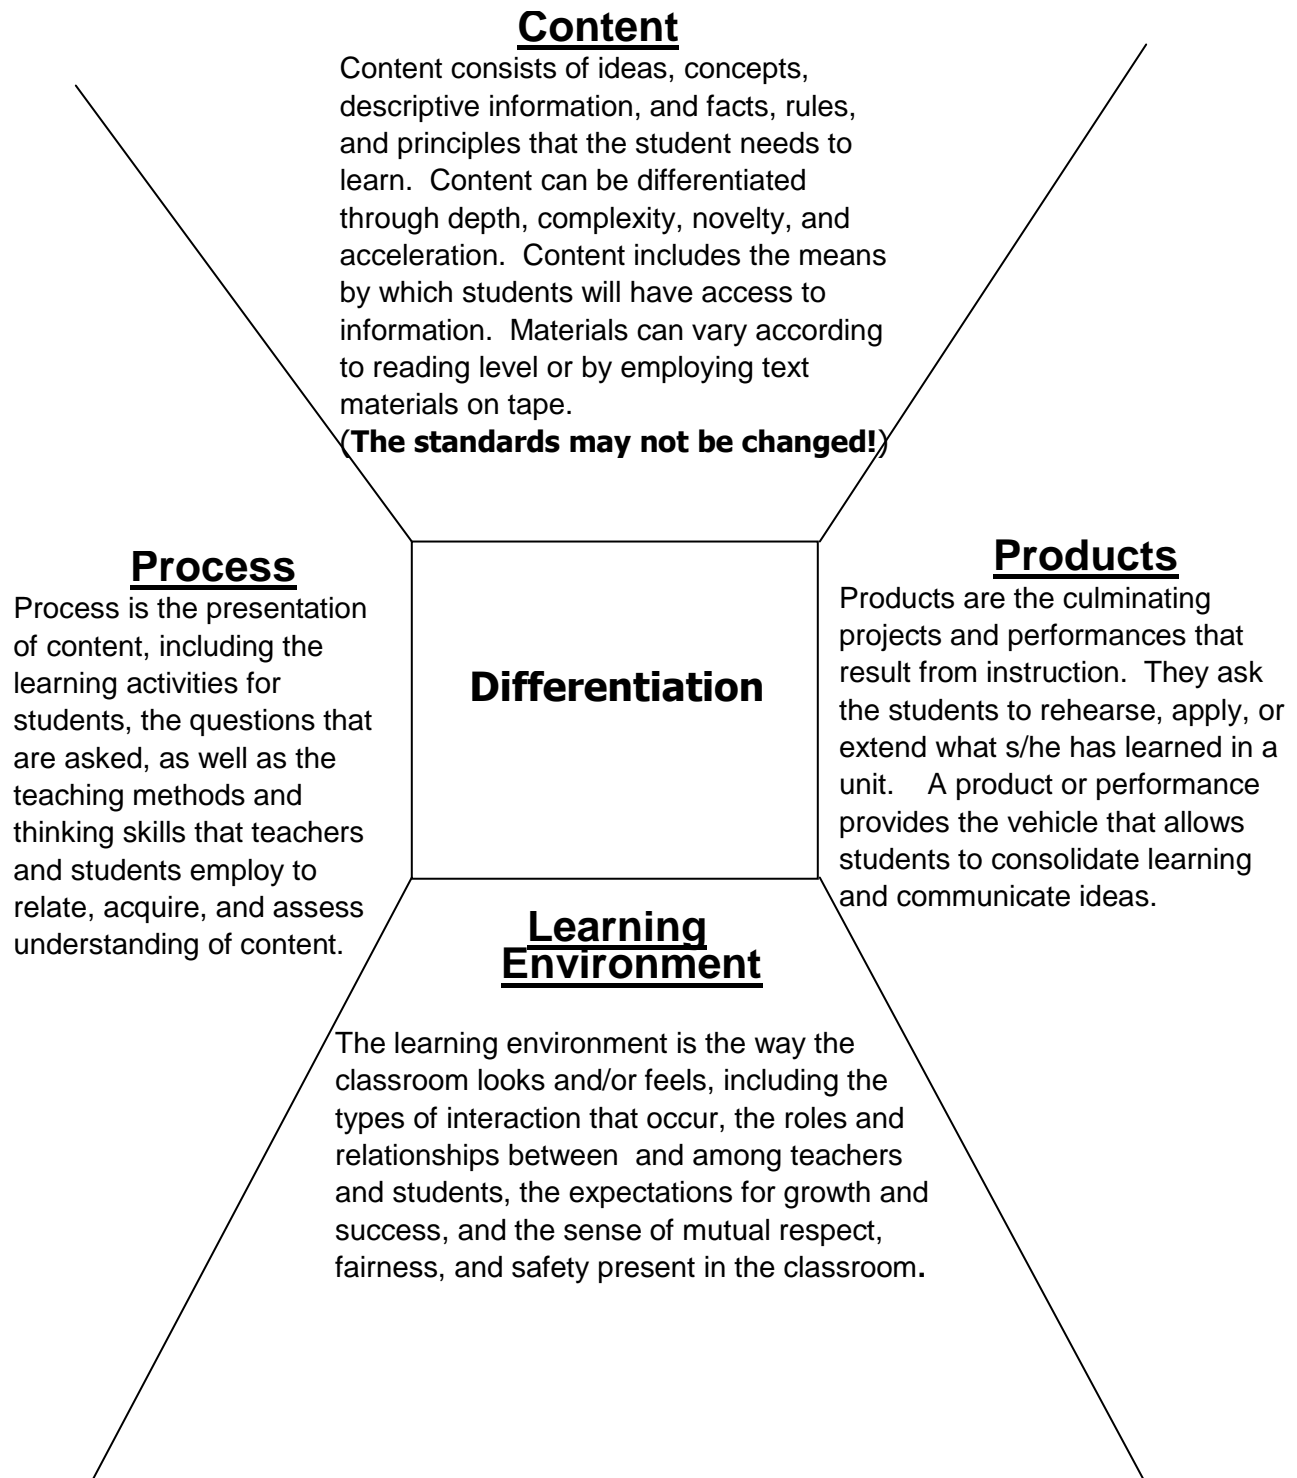 Content
Content consists of ideas, concepts,
descriptive information, and facts, rules,
and principles that the student needs to
learn.  Content can be differentiated
through depth, complexity, novelty, and
acceleration.  Content includes the means
by which students will have access to
information.  Materials can vary according
to reading level or by employing text
materials on tape.
(The standards may not be changed!)
Process
Process is the presentation
of content, including the
learning activities for
students, the questions that
are asked, as well as the
teaching methods and
thinking skills that teachers
and students employ to
relate, acquire, and assess
understanding of content.
Differentiation
Products
Products are the culminating
projects and performances that
result from instruction.  They ask
the students to rehearse, apply, or
extend what s/he has learned in a
unit.    A product or performance
provides the vehicle that allows
students to consolidate learning
and communicate ideas.
Learning
Environment
The learning environment is the way the
classroom looks and/or feels, including the
types of interaction that occur, the roles and
relationships between  and among teachers
and students, the expectations for growth and
success, and the sense of mutual respect,
fairness, and safety present in the classroom.